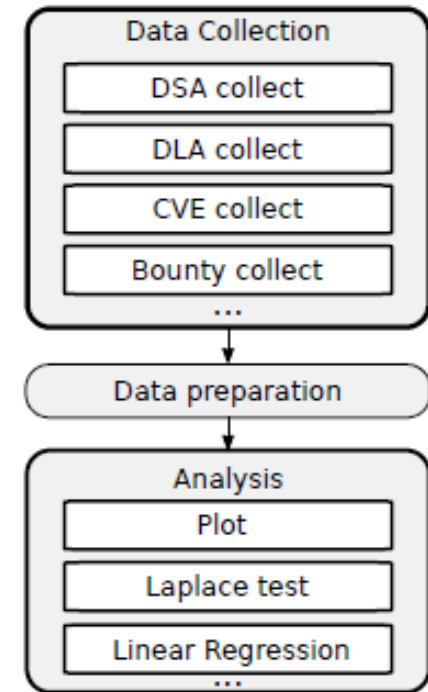 Data Collection
DSA collect
DLA collect
CVE collect
Bounty collect
...
Data preparation
Analysis
Plot
Laplace test
Linear Regression
...